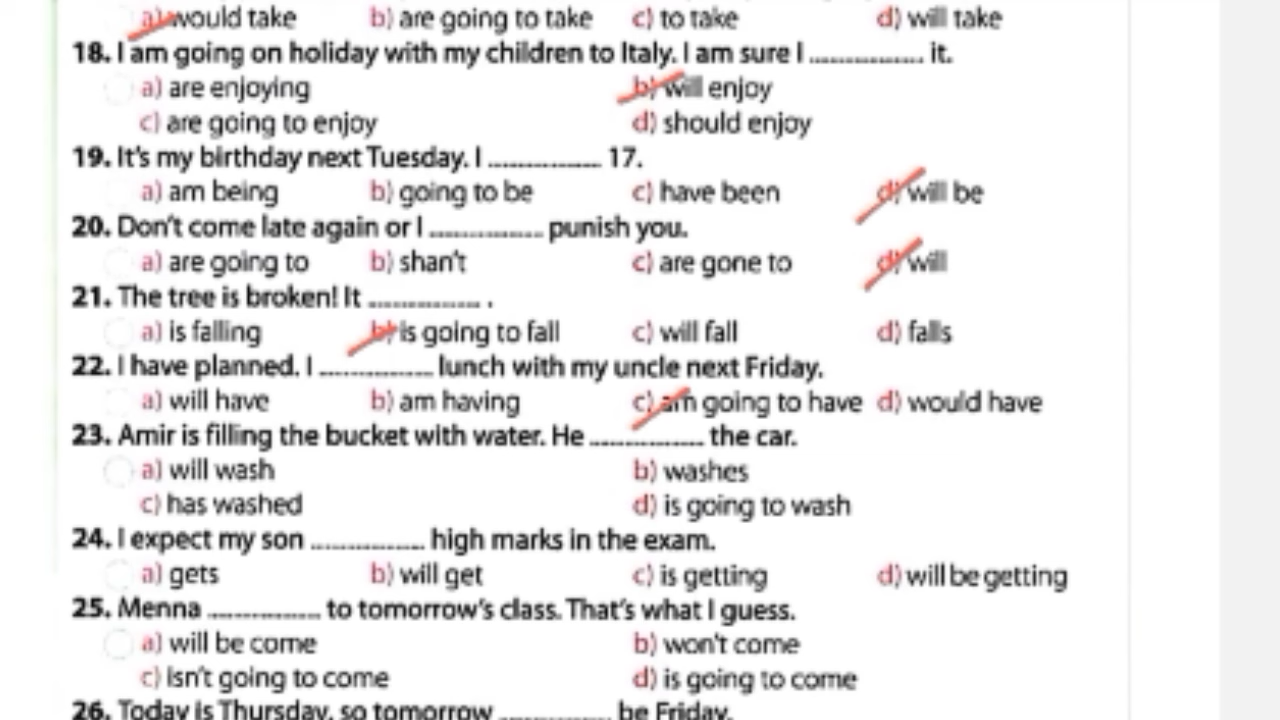 a) would take b) are going to take c) to take d) will take
18. I am going on holiday with my children to Italy. I am sure I ................ it.
a) are enjoying b) will enjoy
c) are going to enjoy d) should enjoy
19. It's my birthday next Tuesday. I ................ 17.
a) am being b) going to be c) have been d) will be
20. Don't come late again or I ................ punish you.
a) are going to b) shan't c) are gone to d) will
21. The tree is broken! It ................ .
a) is falling b) is going to fall c) will fall d) falls
22. I have planned. I ................ lunch with my uncle next Friday.
a) will have b) am having c) am going to have d) would have
23. Amir is filling the bucket with water. He ................ the car.
a) will wash b) washes
c) has washed d) is going to wash
24. I expect my son ................ high marks in the exam.
a) gets b) will get c) is getting d) will be getting
25. Menna ................ to tomorrow's class. That's what I guess.
a) will be come b) won't come
c) isn't going to come d) is going to come
26. Today is Thursday, so tomorrow ................ be Friday.